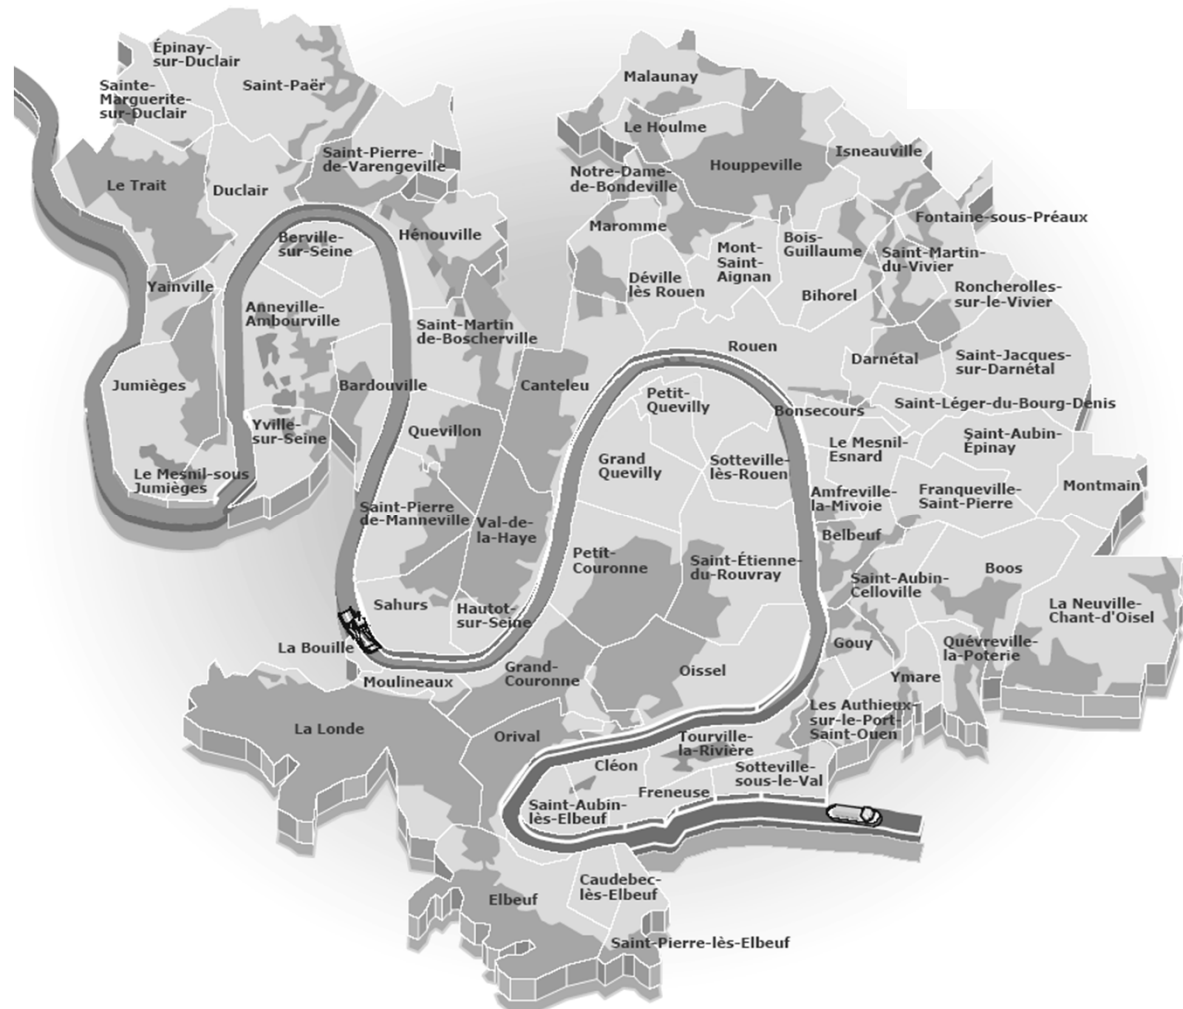 Épinay-
sur-Duclair
Sainte-
Marguerite-
sur-Duclair
Saint-Paër
Malaunay
Le Houlme
Saint-Pierre-
de-Varengeville
Le Trait
Duclair
Notre-Dame-
de-Bondeville
Houppeville
Isneauville
Fontaine-sous-Préaux
Berville-
sur-Seine
Hénouville
Maromme
Mont-
Saint-
Aignan
Bois-
Guillaume
Saint-Martin-
du-Vivier
Yainville
Déville
lès Rouen
Bihorel
Roncherolles-
sur-le-Vivier
Anneville-
Ambourville
Saint-Martin
de-Boscherville
Rouen
Darnétal
Saint-Jacques-
sur-Darnétal
Jumièges
Bardouville
Canteleu
Petit-
Quevilly
Bonsecours
Saint-Léger-du-Bourg-Denis
Yville-
sur-Seine
Quevillon
Le Mesnil-
Esnard
Saint-Aubin-
Épinay
Le Mesnil-sous
Jumièges
Grand
Quevilly
Sotteville-
lès-Rouen
Amfreville-
la-Mivoie
Franqueville-
Saint-Pierre
Montmain
Saint-Pierre
de-Manneville
Val-de-
la-Haye
Belbeuf
Petit-
Couronne
Saint-Étienne-
du-Rouvray
Saint-Aubin-
Celloville
Boos
Sahurs
Hautot-
sur-Seine
La Neuville-
Chant-d'Oisel
La Bouille
Gouy
Quévreville-
la-Poterie
Moulineaux
Grand-
Couronne
Oissel
Ymare
La Londe
Orival
Les Authieux-
sur-le-Port-
Saint-Ouen
Tourville-
la-Rivière
Cléon
Sotteville-
sous-le-Val
Freneuse
Saint-Aubin-
lès-Elbeuf
Elbeuf
Caudebec-
lès-Elbeuf
Saint-Pierre-lès-Elbeuf